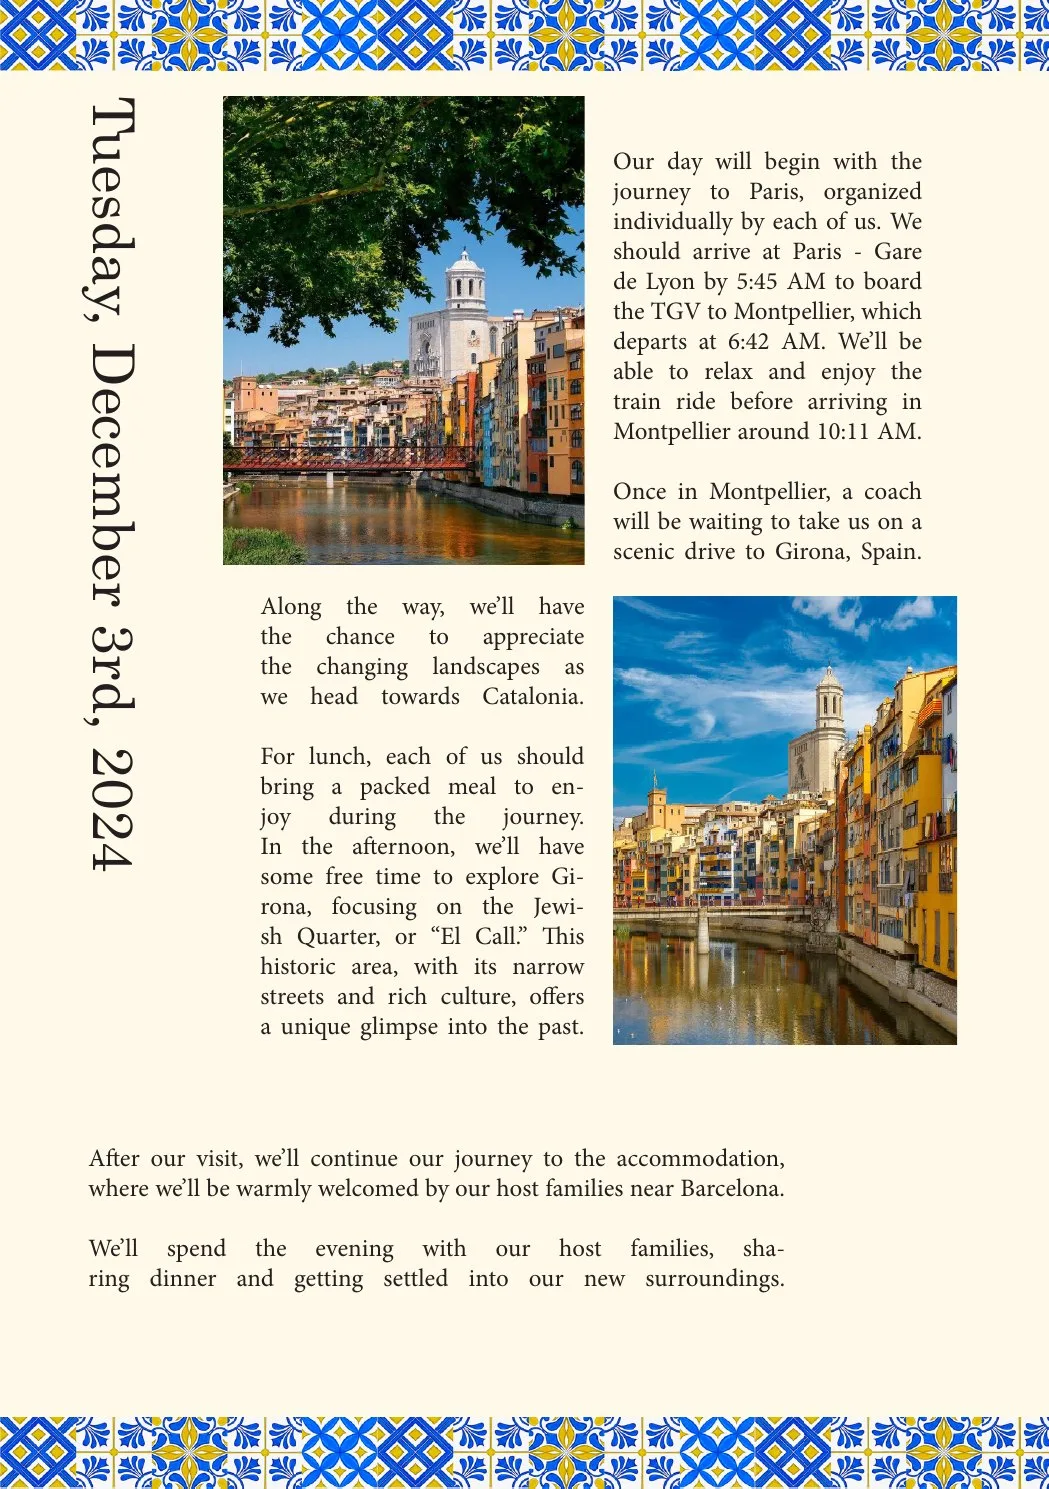 Tuesday, December 3rd, 2024
Our day will begin with the
journey to Paris, organized
individually by each of us. We
should arrive at Paris - Gare
de Lyon by 5:45 AM to board
the TGV to Montpellier, which
departs at 6:42 AM. We’ll be
able to relax and enjoy the
train ride before arriving in
Montpellier around 10:11 AM.
Once in Montpellier, a coach
will be waiting to take us on a
scenic drive to Girona, Spain.
Along the way, we’ll have
the chance to appreciate
the changing landscapes as
we head towards Catalonia.
For lunch, each of us should
bring a packed meal to en-
joy during the journey.
In the afternoon, we’ll have
some free time to explore Gi-
rona, focusing on the Jewi-
sh Quarter, or “El Call.” This
historic area, with its narrow
streets and rich culture, offers
a unique glimpse into the past.
After our visit, we’ll continue our journey to the accommodation,
where we’ll be warmly welcomed by our host families near Barcelona.
We’ll spend the evening with our host families, sha-
ring dinner and getting settled into our new surroundings.